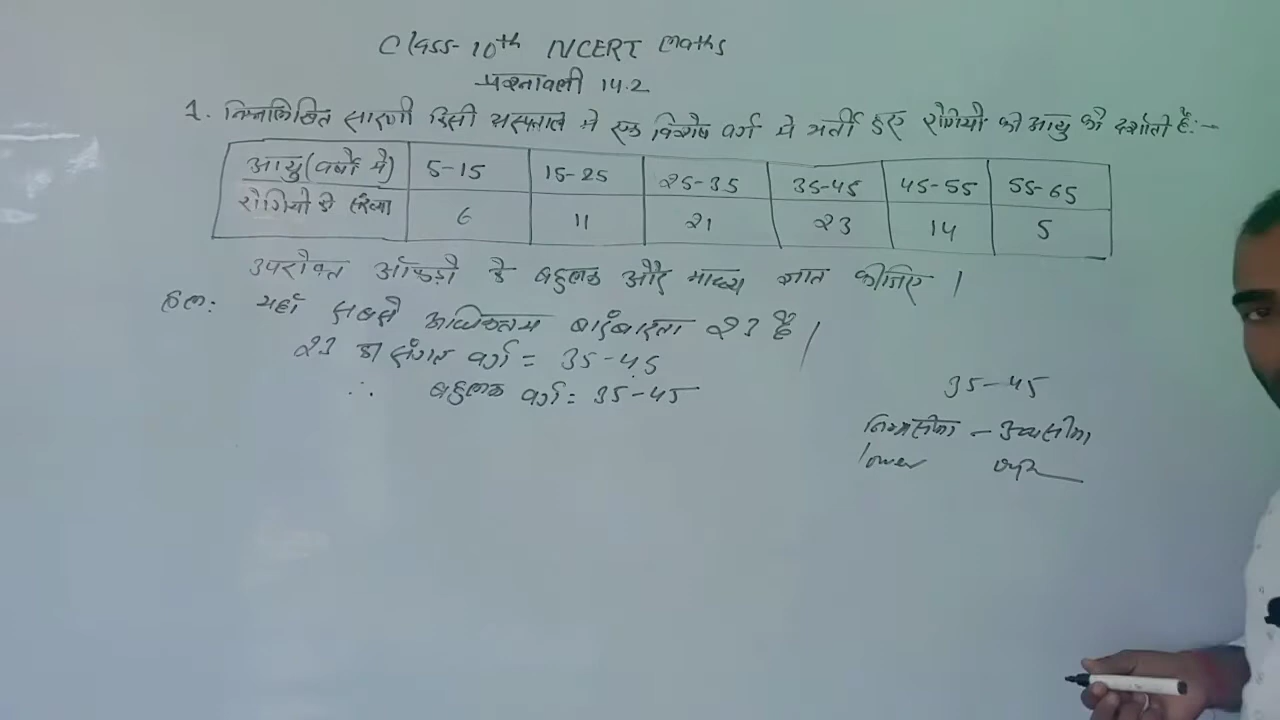 Class-10th NCERT Maths
प्रश्नावली 14.2
1. निम्नलिखित सारणी किसी अस्पताल में एक विशेष वर्ग में भर्ती हुए रोगियों की आयु को दर्शाती है:-
आयु (वर्षों में) 5-15 15-25 25-35 35-45 45-55 55-65
रोगियों की संख्या 6 11 21 23 14 5
उपरोक्त आँकड़ों के बहुलक और माध्य ज्ञात कीजिए।
हल: यहाँ सबसे अधिकतम बारंबारता 23 है।
23 का संगत वर्ग = 35-45
∴ बहुलक वर्ग = 35-45
35-45
निम्नसीमा - उच्चसीमा
lower